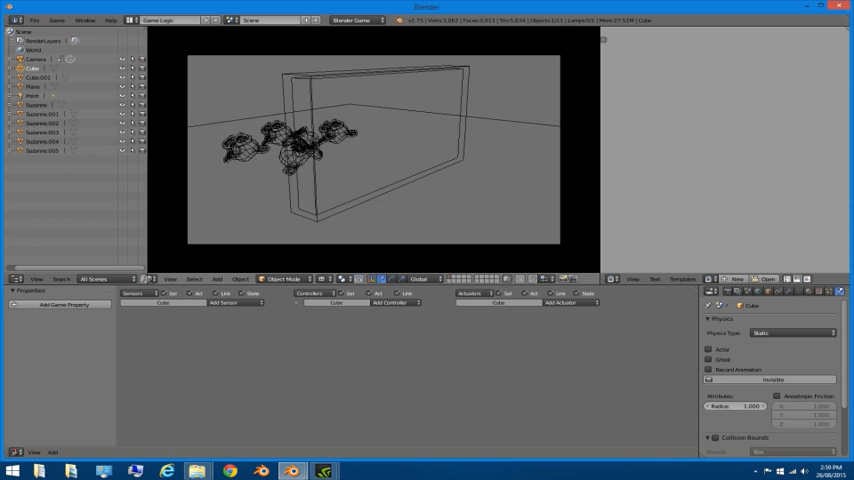 Blender
File Game Window Help
Game Logic
Scene
Blender Game
v2.75 | Verts:3,062 | Faces:3,013 | Tris:5,834 | Objects:1/11 | Lamps:0/1 | Mem:27.52M | Cube
Scene
RenderLayers
World
Camera
Cube
Cube.001
Plane
Point
Suzanne
Suzanne.001
Suzanne.002
Suzanne.003
Suzanne.004
Suzanne.005
View Search All Scenes
View Select Add Object Object Mode Global
View Text Templates New Open
Properties
Add Game Property
Sensors Sel Act Link State
Cube Add Sensor
Controllers Sel Act Link
Cube Add Controller
Actuators Sel Act Link State
Cube Add Actuator
Cube
Physics
Physics Type: Static
Actor
Ghost
Record Animation
Invisible
Attributes: Anisotropic Friction
Radius: 1.000
X: 1.000
Y: 1.000
Z: 1.000
Collision Bounds
Bounds: Box
View Add
2:59 PM
26/08/2015